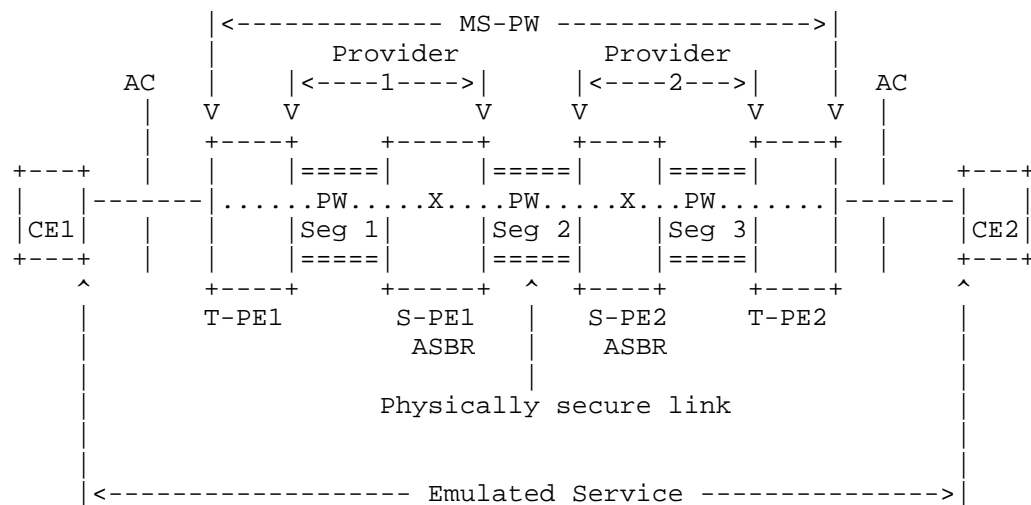 |<------------- MS-PW --------------->|
| Provider Provider |
AC | |<----1---->| |<----2--->| | AC
| V V V V V V |
| +----+ +-----+ +----+ +----+ |
+---+ | | |=====| |=====| |=====| | | +---+
| |-------|......PW.....X....PW.....X...PW.......|-------| |
|CE1| | | |Seg 1| |Seg 2| |Seg 3| | | |CE2|
+---+ | | |=====| |=====| |=====| | | +---+
^ +----+ +-----+ ^ +----+ +----+ ^
| T-PE1 S-PE1 | S-PE2 T-PE2 |
| ASBR | ASBR |
| | |
| Physically secure link |
| |
| |
|<------------------- Emulated Service --------------->|